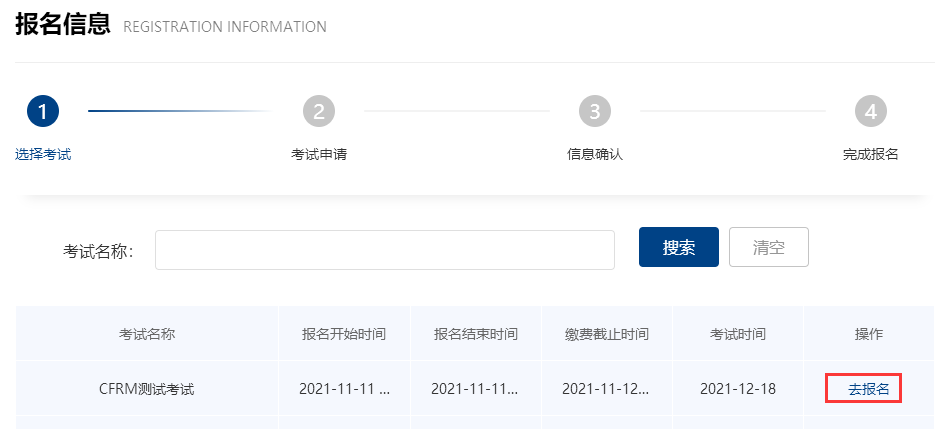 报名信息 REGISTRATION INFORMATION
1 2 3 4
选择考试 考试申请 信息确认 完成报名
考试名称: 搜索 清空
考试名称 报名开始时间 报名结束时间 缴费截止时间 考试时间 操作
CFRM测试考试 2021-11-11 ... 2021-11-11... 2021-11-12... 2021-12-18 去报名